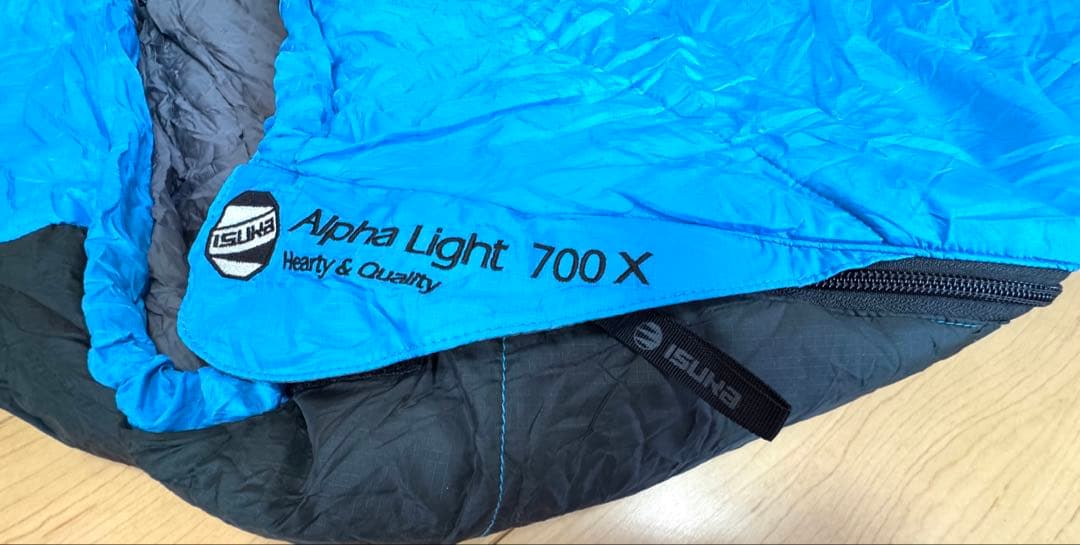 ISUKA
Alpha Light 700 X
Hearty & Quality
ISUKA